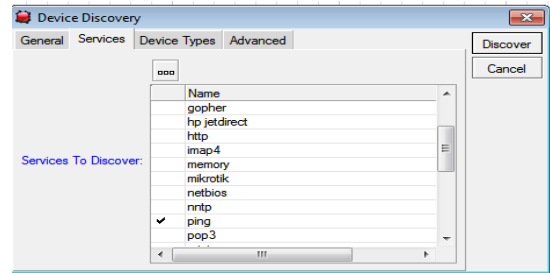 Device Discovery
General Services Device Types Advanced
Discover
Cancel
Name
gopher
hp jetdirect
http
imap4
Services To Discover:
memory
mikrotik
netbios
nntp
ping
pop3